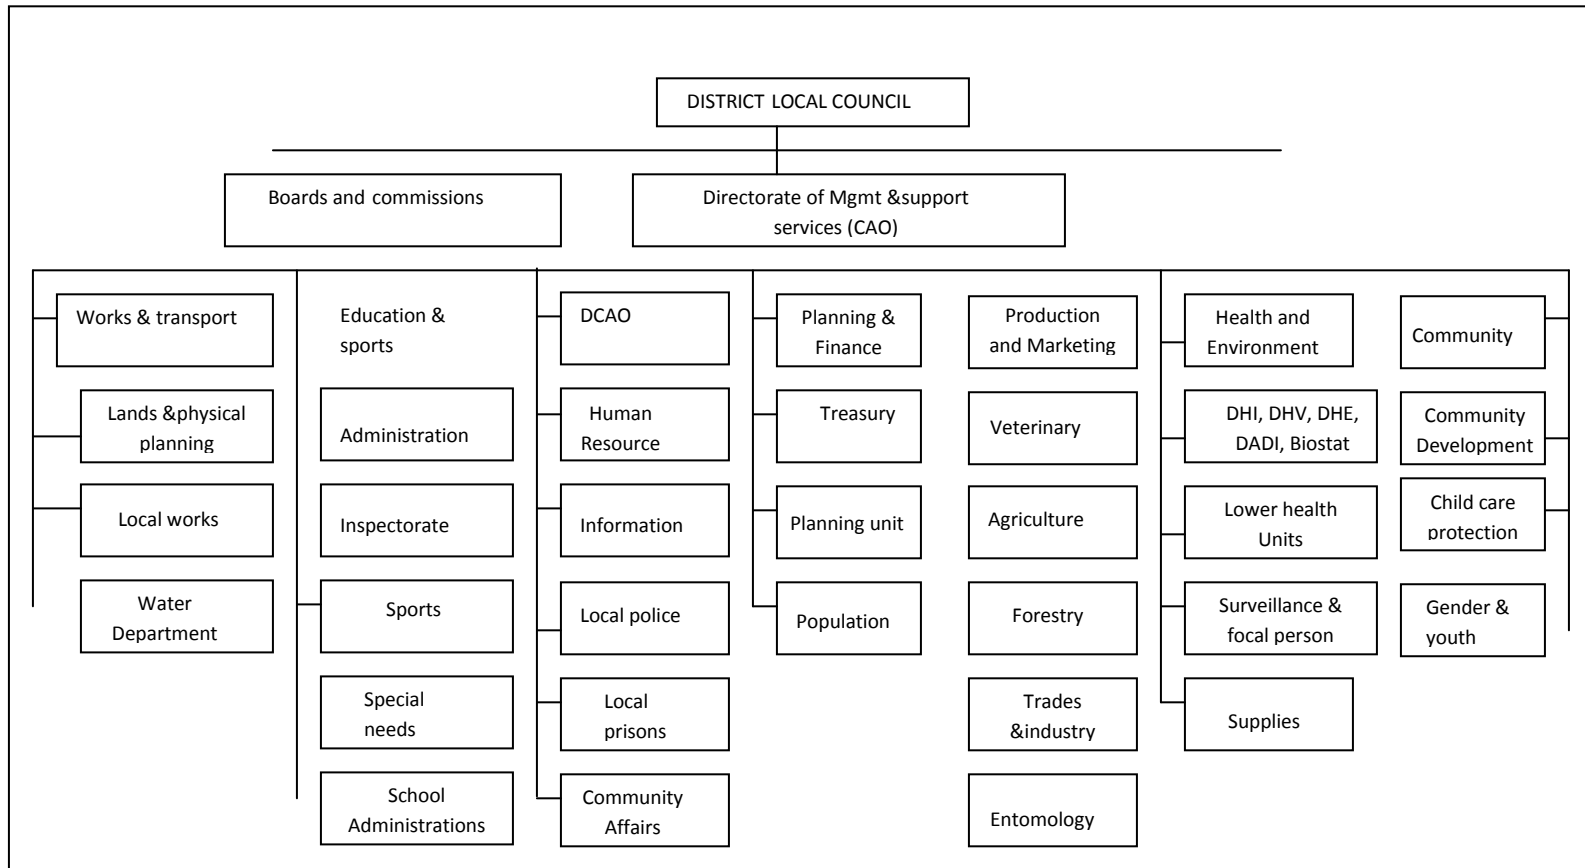 DISTRICT LOCAL COUNCIL
Boards and commissions
Directorate of Mgmt &support
services (CAO)
Works & transport
Lands &physical
planning
Local works
Water
Department
Education &
sports
Administration
Inspectorate
Sports
Special
needs
School
Administrations
DCAO
Human
Resource
Information
Local police
Local
prisons
Community
Affairs
Planning &
Finance
Treasury
Planning unit
Population
Production
and Marketing
Veterinary
Agriculture
Forestry
Trades
&industry
Entomology
Health and
Environment
DHI, DHV, DHE,
DADI, Biostat
Lower health
Units
Surveillance &
focal person
Supplies
Community
Community
Development
Child care
protection
Gender &
youth